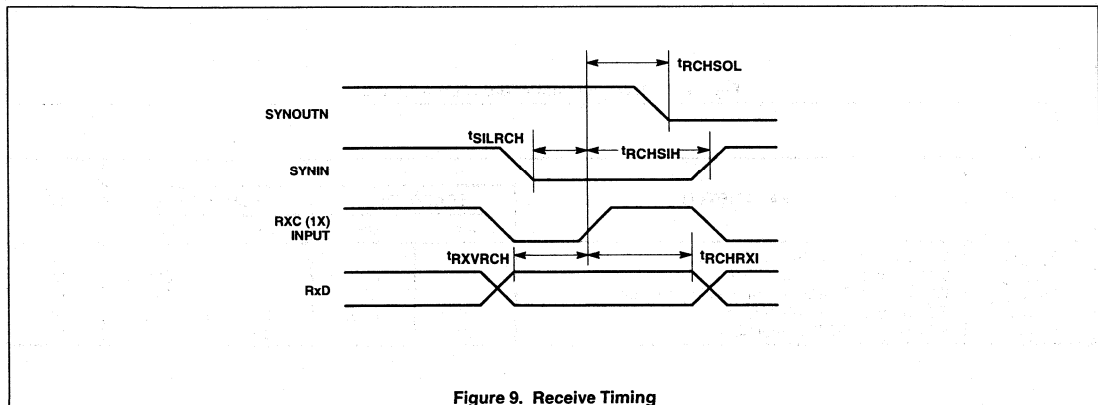 tRCHSOL
SYNOUTN
tSILRCH
tRCHSIH
SYNIN
RXC (1X)
INPUT
tRXVRCH
tRCHRXI
RxD
Figure 9. Receive Timing